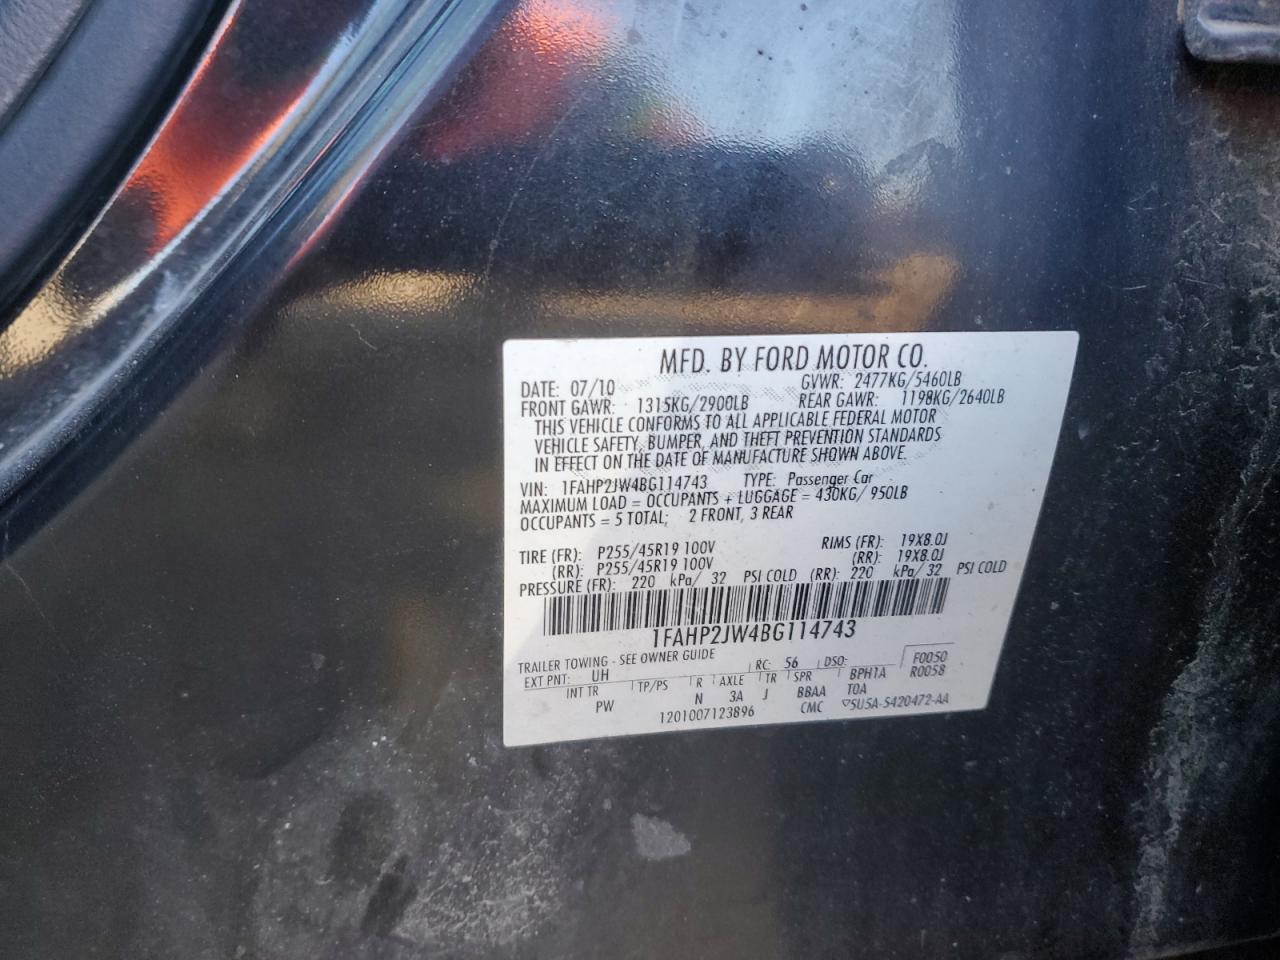 MFD. BY FORD MOTOR CO.
DATE: 07/10 GVWR: 2477KG/5460LB
FRONT GAWR: 1315KG/2900LB REAR GAWR: 1198KG/2640LB
THIS VEHICLE CONFORMS TO ALL APPLICABLE FEDERAL MOTOR
VEHICLE SAFETY, BUMPER, AND THEFT PREVENTION STANDARDS
IN EFFECT ON THE DATE OF MANUFACTURE SHOWN ABOVE.
VIN: 1FAHP2JW4BG114743 TYPE: Passenger Car
MAXIMUM LOAD = OCCUPANTS + LUGGAGE = 430KG/ 950LB
OCCUPANTS = 5 TOTAL; 2 FRONT, 3 REAR
TIRE (FR): P255/45R19 100V RIMS (FR): 19X8.0J
(RR): P255/45R19 100V (RR): 19X8.0J
PRESSURE (FR): 220 kPa/ 32 PSI COLD (RR): 220 kPa/ 32 PSI COLD
1FAHP2JW4BG114743
TRAILER TOWING - SEE OWNER GUIDE
EXT PNT: UH RC: 56 DSO: F0050
INT TR TP/PS R AXLE TR SPR BPH1A R0058
PW N 3A J BBAA T0A
1201007123896 CMC 5U5A-5420472-AA